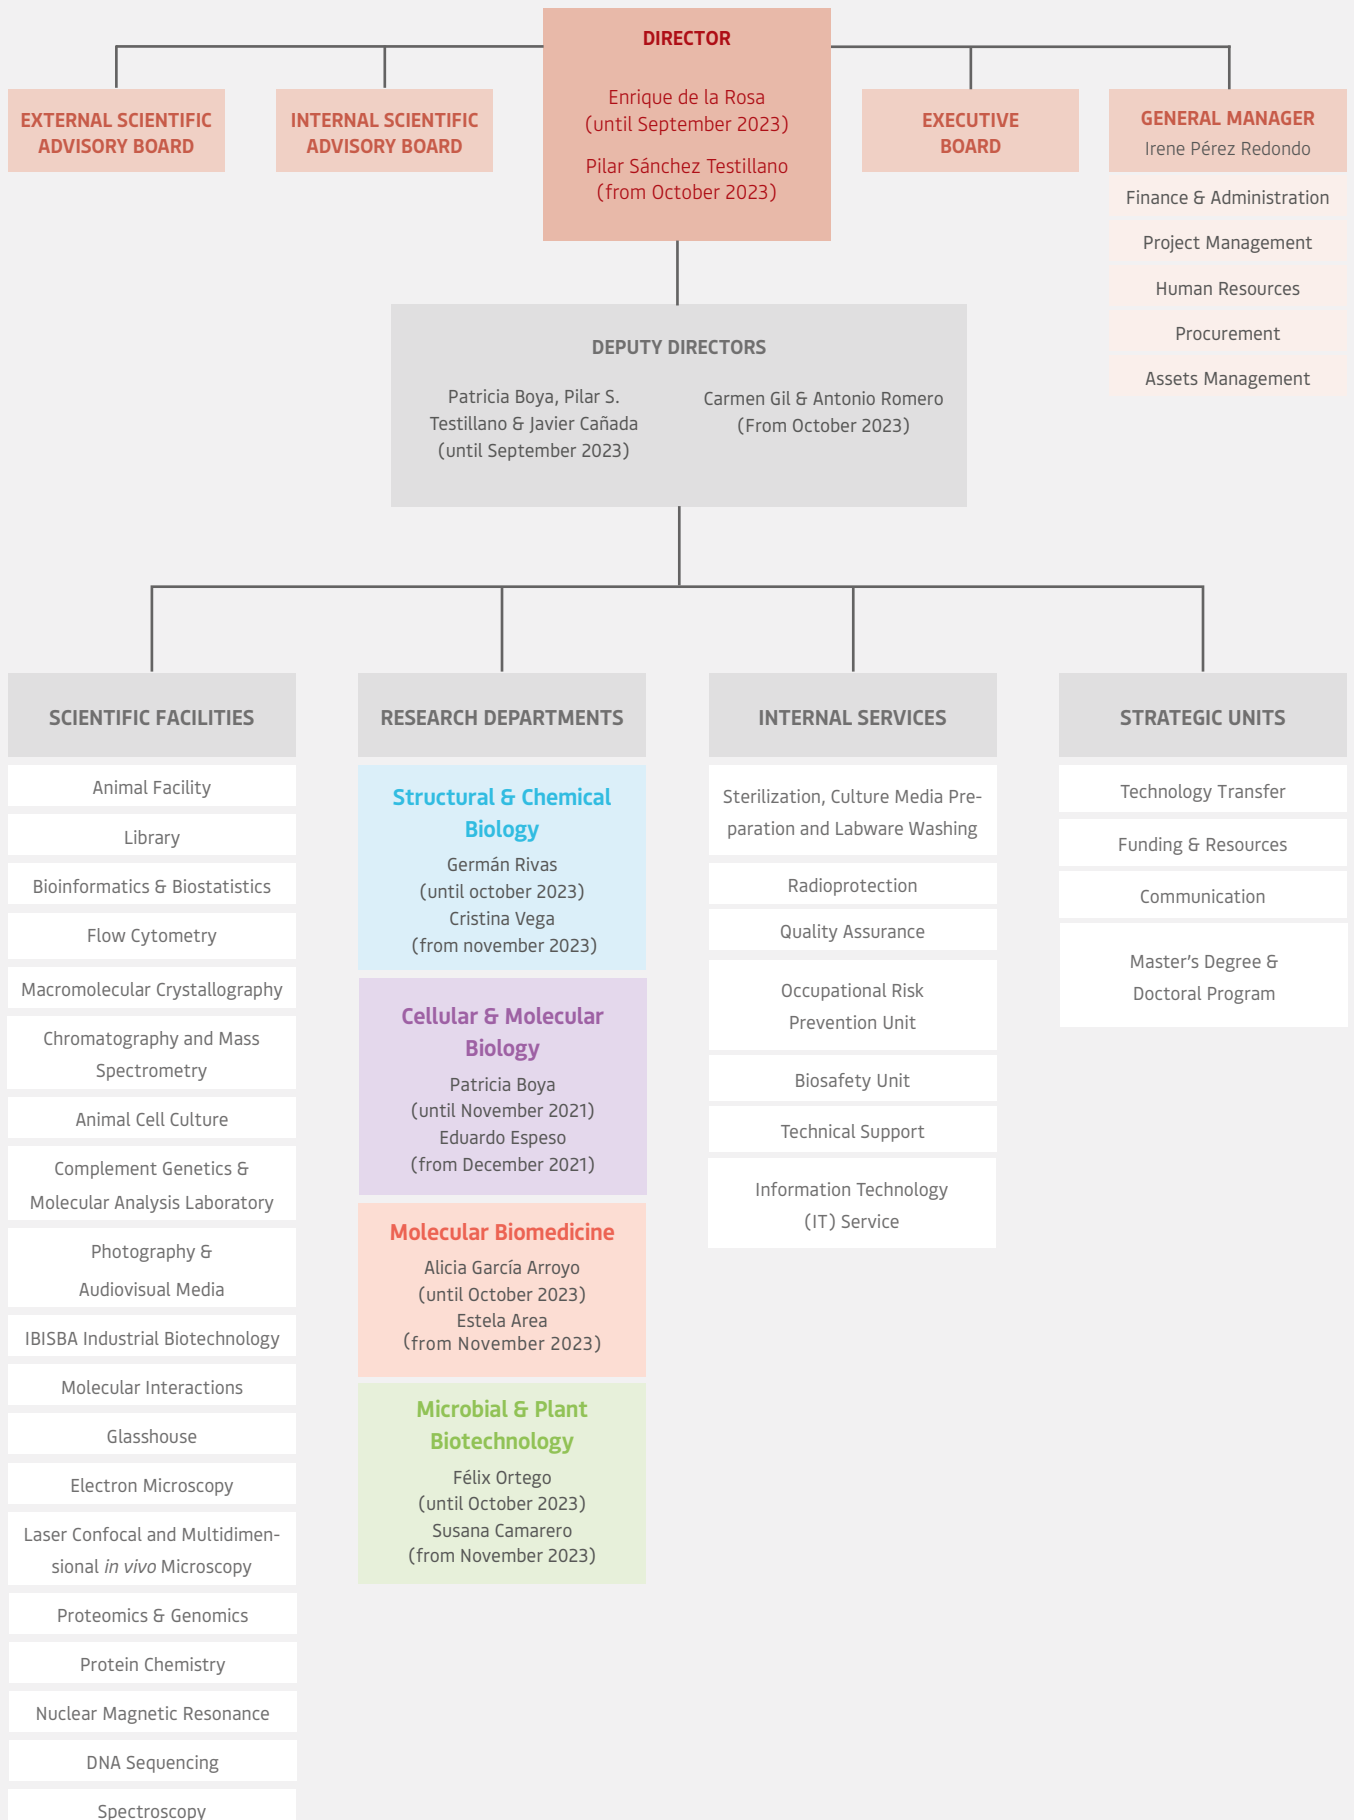 DIRECTOR
Enrique de la Rosa
(until September 2023)
Pilar Sánchez Testillano
(from October 2023)
EXTERNAL SCIENTIFIC
ADVISORY BOARD
INTERNAL SCIENTIFIC
ADVISORY BOARD
EXECUTIVE
BOARD
GENERAL MANAGER
Irene Pérez Redondo
Finance & Administration
Project Management
Human Resources
Procurement
Assets Management
DEPUTY DIRECTORS
Patricia Boya, Pilar S.
Testillano & Javier Cañada
(until September 2023)
Carmen Gil & Antonio Romero
(From October 2023)
SCIENTIFIC FACILITIES
Animal Facility
Library
Bioinformatics & Biostatistics
Flow Cytometry
Macromolecular Crystallography
Chromatography and Mass
Spectrometry
Animal Cell Culture
Complement Genetics &
Molecular Analysis Laboratory
Photography &
Audiovisual Media
IBISBA Industrial Biotechnology
Molecular Interactions
Glasshouse
Electron Microscopy
Laser Confocal and Multidimen-
sional in vivo Microscopy
Proteomics & Genomics
Protein Chemistry
Nuclear Magnetic Resonance
DNA Sequencing
Spectroscopy
RESEARCH DEPARTMENTS
Structural & Chemical
Biology
Germán Rivas
(until october 2023)
Cristina Vega
(from november 2023)
Cellular & Molecular
Biology
Patricia Boya
(until November 2021)
Eduardo Espeso
(from December 2021)
Molecular Biomedicine
Alicia García Arroyo
(until October 2023)
Estela Area
(from November 2023)
Microbial & Plant
Biotechnology
Félix Ortego
(until October 2023)
Susana Camarero
(from November 2023)
INTERNAL SERVICES
Sterilization, Culture Media Pre-
paration and Labware Washing
Radioprotection
Quality Assurance
Occupational Risk
Prevention Unit
Biosafety Unit
Technical Support
Information Technology
(IT) Service
STRATEGIC UNITS
Technology Transfer
Funding & Resources
Communication
Master's Degree &
Doctoral Program